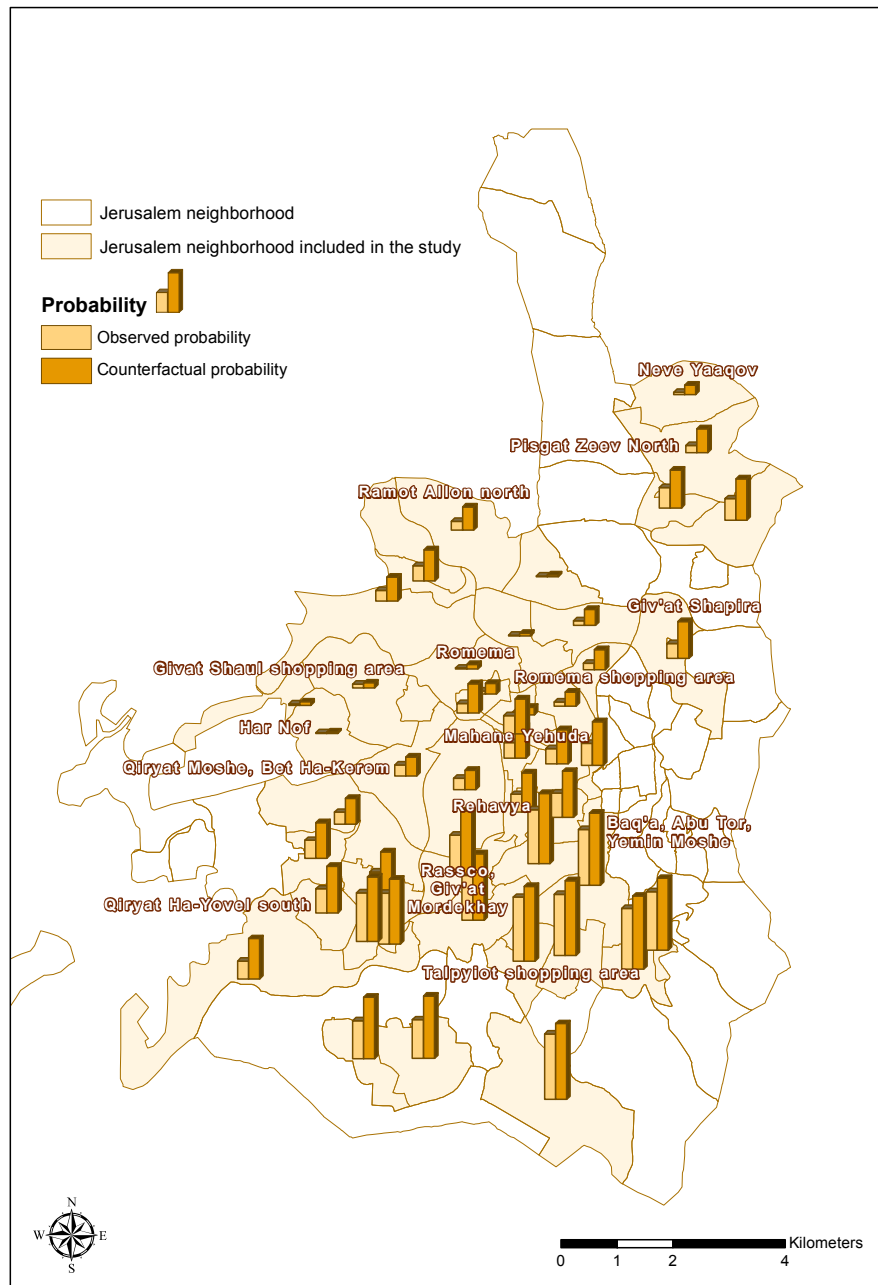 Jerusalem neighborhood
Jerusalem neighborhood included in the study
Probability
Observed probability
Counterfactual probability
Neve Yaaqov
Pisgat Zeev North
Ramot Allon north
Giv'at Shapira
Romema
Givat Shaul shopping area
Romema shopping area
Har Nof
Mahane Yehuda
Qiryat Moshe, Bet Ha-Kerem
Rehavya
Baq'a, Abu Tor,
Yemin Moshe
Rassco,
Giv'at
Mordekhay
Qiryat Ha-Yovel south
Talpyiot shopping area
N
W
E
S
Kilometers
0
1
2
4